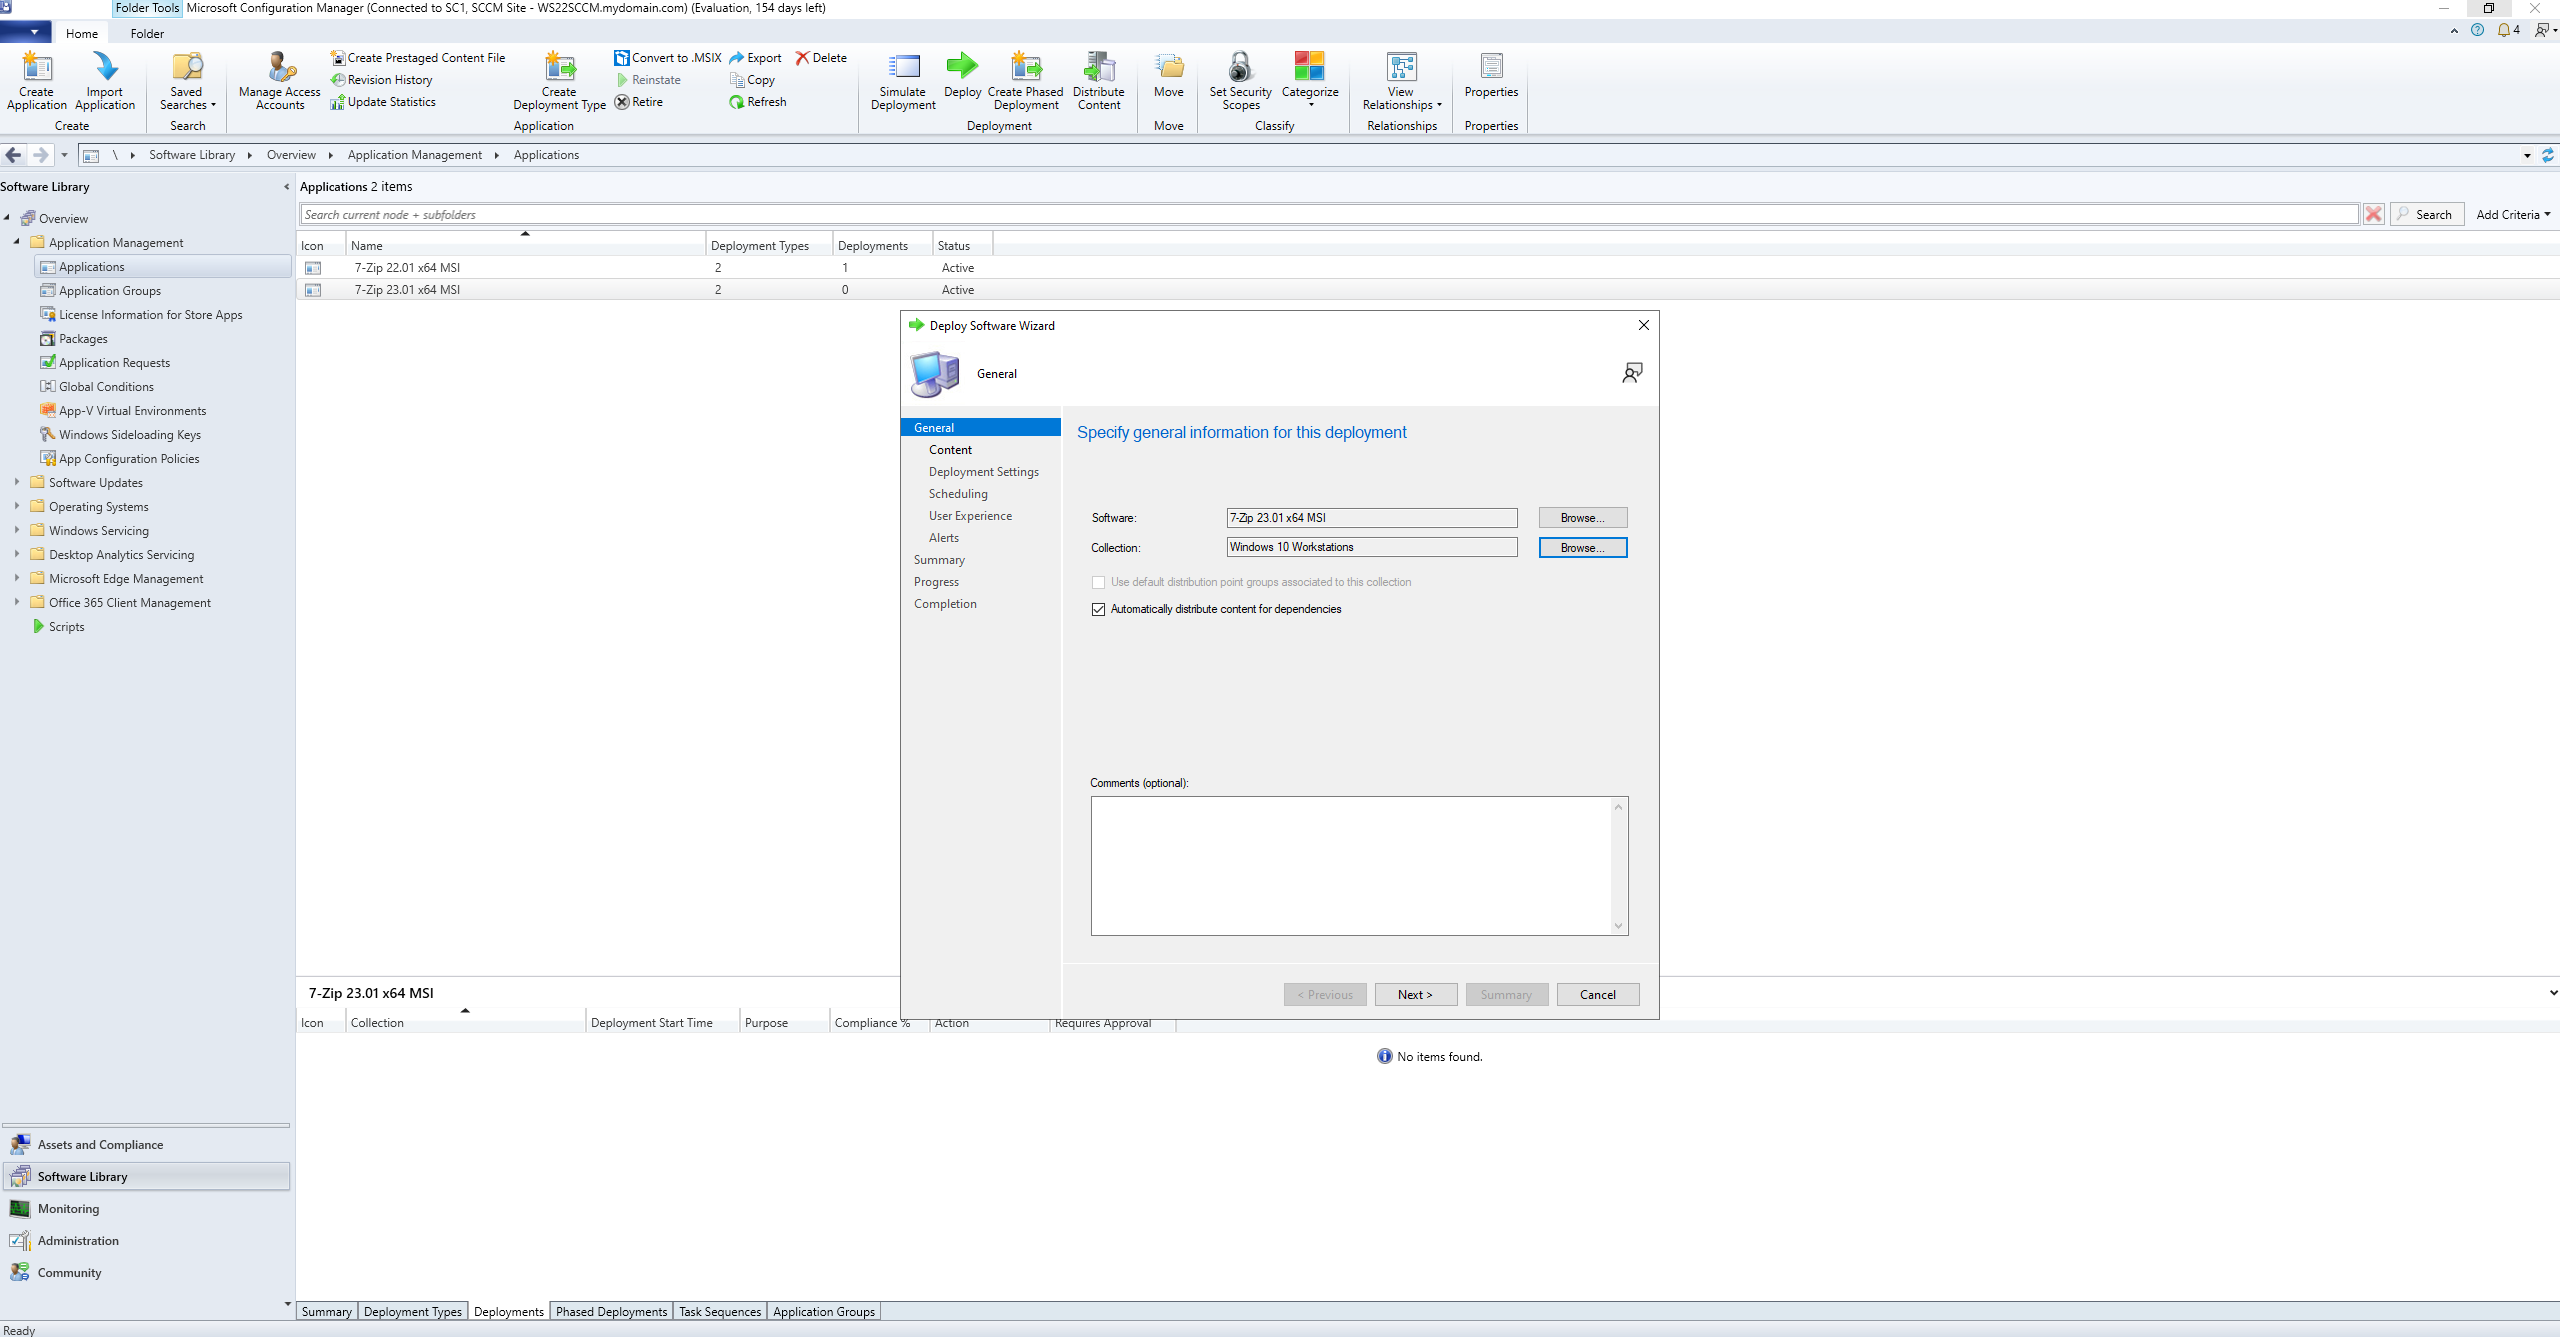 Folder Tools Microsoft Configuration Manager (Connected to SC1, SCCM Site - WS22SCCM.mydomain.com) (Evaluation, 154 days left)
Home Folder 4
Create Application
Import Application
Create
Saved Searches
Search
Manage Access Accounts
Create Prestaged Content File
Revision History
Update Statistics
Create Deployment Type
Convert to .MSIX
Reinstate
Retire
Export
Copy
Refresh
Delete
Application
Simulate Deployment
Deploy
Create Phased Deployment
Distribute Content
Deployment
Move
Move
Set Security Scopes
Categorize
Classify
View Relationships
Relationships
Properties
Properties
\ Software Library Overview Application Management Applications
Software Library
Overview
Application Management
Applications
Application Groups
License Information for Store Apps
Packages
Application Requests
Global Conditions
App-V Virtual Environments
Windows Sideloading Keys
App Configuration Policies
Software Updates
Operating Systems
Windows Servicing
Desktop Analytics Servicing
Microsoft Edge Management
Office 365 Client Management
Scripts
Assets and Compliance
Software Library
Monitoring
Administration
Community
Applications 2 items
Search current node + subfolders
Search Add Criteria
Icon Name Deployment Types Deployments Status
7-Zip 22.01 x64 MSI 2 1 Active
7-Zip 23.01 x64 MSI 2 0 Active
Deploy Software Wizard
General
General
Content
Deployment Settings
Scheduling
User Experience
Alerts
Summary
Progress
Completion
Specify general information for this deployment
Software: 7-Zip 23.01 x64 MSI Browse...
Collection: Windows 10 Workstations Browse...
Use default distribution point groups associated to this collection
Automatically distribute content for dependencies
Comments (optional):
< Previous Next > Summary Cancel
7-Zip 23.01 x64 MSI
Icon Collection Deployment Start Time Purpose Compliance % Action Requires Approval
No items found.
Summary Deployment Types Deployments Phased Deployments Task Sequences Application Groups
Ready